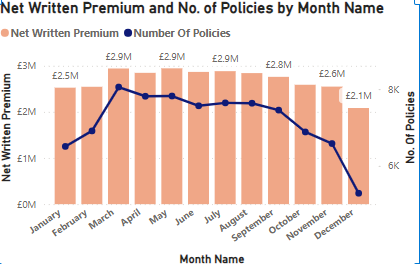 Net Written Premium and No. of Policies by Month Name
Net Written Premium Number Of Policies
£3M
£2M
£1M
£0M
Net Written Premium
£2.5M £2.9M £2.9M £2.9M £2.8M £2.6M £2.1M
8K
6K
No. Of Policies
January February March April May June July August September October November December
Month Name